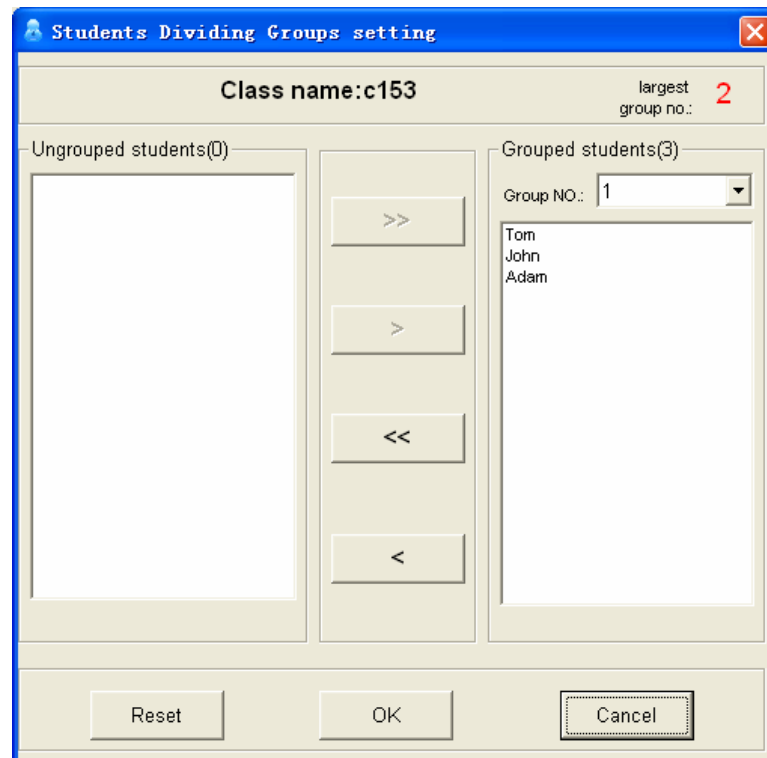 Students Dividing Groups setting
Class name:c153
largest
group no.:
2
Ungrouped students(0)
Grouped students(3)
Group NO.: 1
Tom
John
Adam
>>
>
<<
<
Reset
OK
Cancel